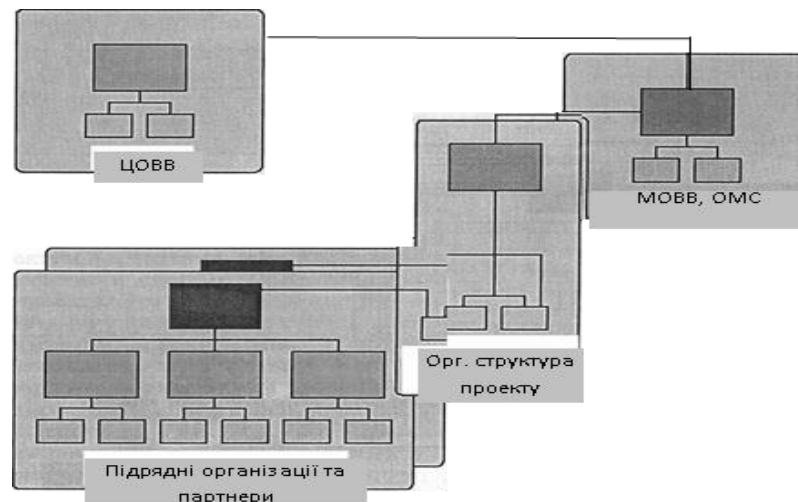 ЦОВВ
МОВВ, ОМС
Орг. структура
проекту
Підрядні організації та
партнери